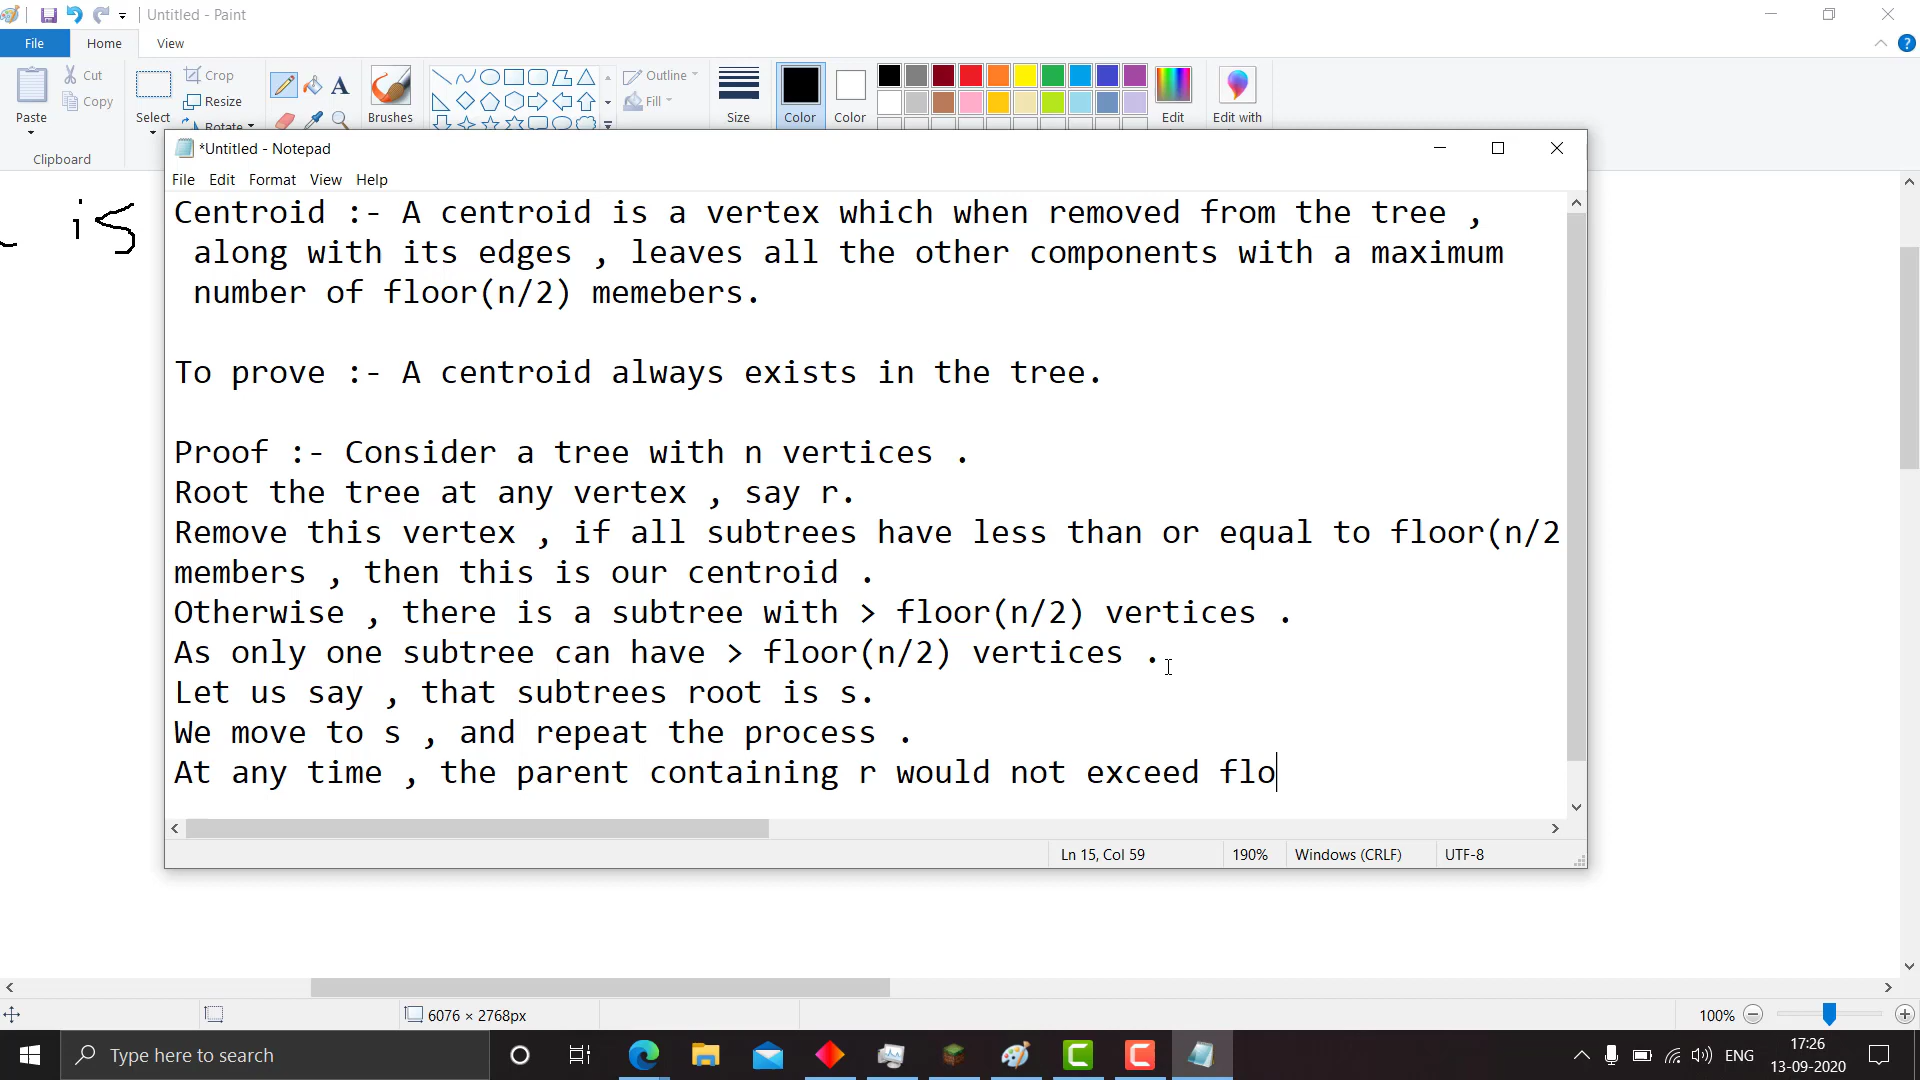 Untitled - Paint
File Home View
Paste
Cut
Copy
Clipboard
Select
Crop
Resize
Rotate
Brushes
Outline
Fill
Size
Color
Color
Edit
Edit with
is
*Untitled - Notepad
File Edit Format View Help
Centroid :- A centroid is a vertex which when removed from the tree ,
along with its edges , leaves all the other components with a maximum
number of floor(n/2) memebers.
To prove :- A centroid always exists in the tree.
Proof :- Consider a tree with n vertices .
Root the tree at any vertex , say r.
Remove this vertex , if all subtrees have less than or equal to floor(n/2
members , then this is our centroid .
Otherwise , there is a subtree with > floor(n/2) vertices .
As only one subtree can have > floor(n/2) vertices .
Let us say , that subtrees root is s.
We move to s , and repeat the process .
At any time , the parent containing r would not exceed flo
Ln 15, Col 59 190% Windows (CRLF) UTF-8
6076 × 2768px 100%
Type here to search
ENG
17:26
13-09-2020